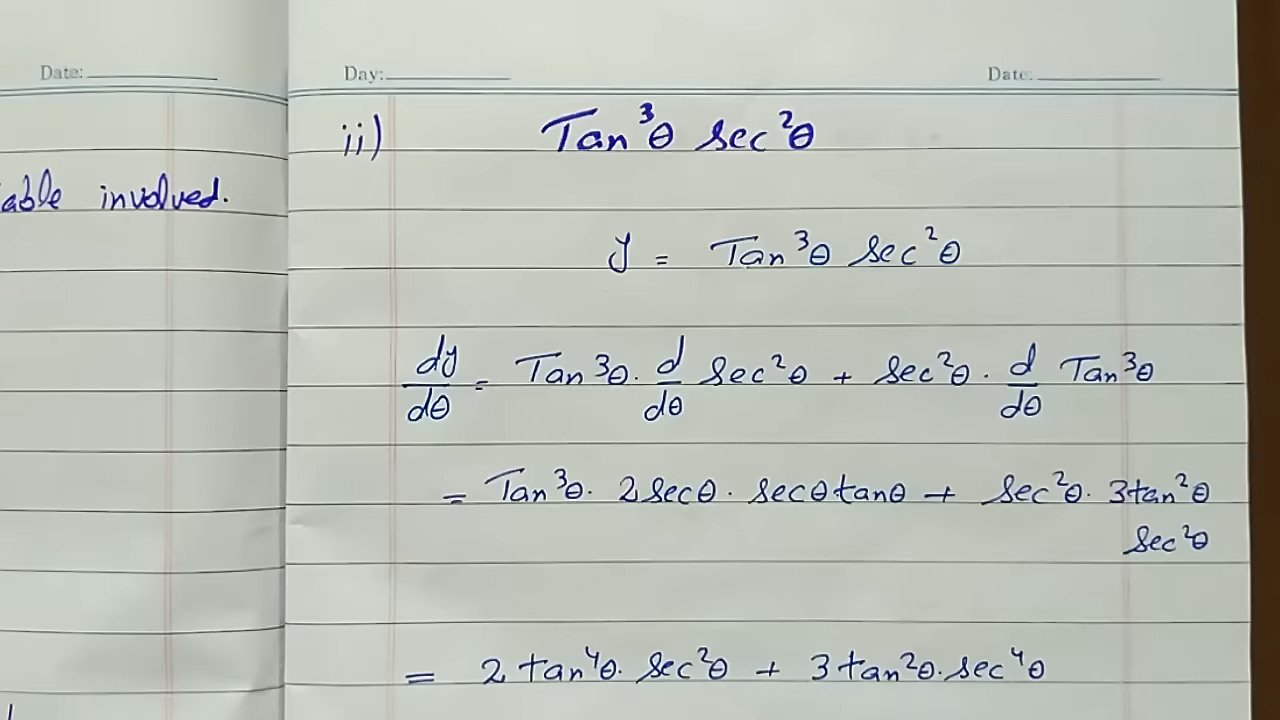 Date:
able involved.
Day: Date:
ii) Tan³θ sec²θ
y = Tan³θ sec²θ
dy/dθ = Tan³θ. d/dθ sec²θ + sec²θ. d/dθ Tan³θ
= Tan³θ. 2secθ. secθtanθ + sec²θ. 3tan²θ
sec²θ
= 2tan⁴θ. sec²θ + 3tan²θ.sec⁴θ